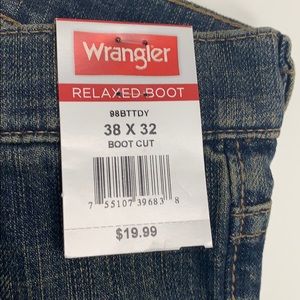 Wrangler
RELAXED BOOT
98BTTDY
38 X 32
BOOT CUT
7 55107 39683 8
$19.99